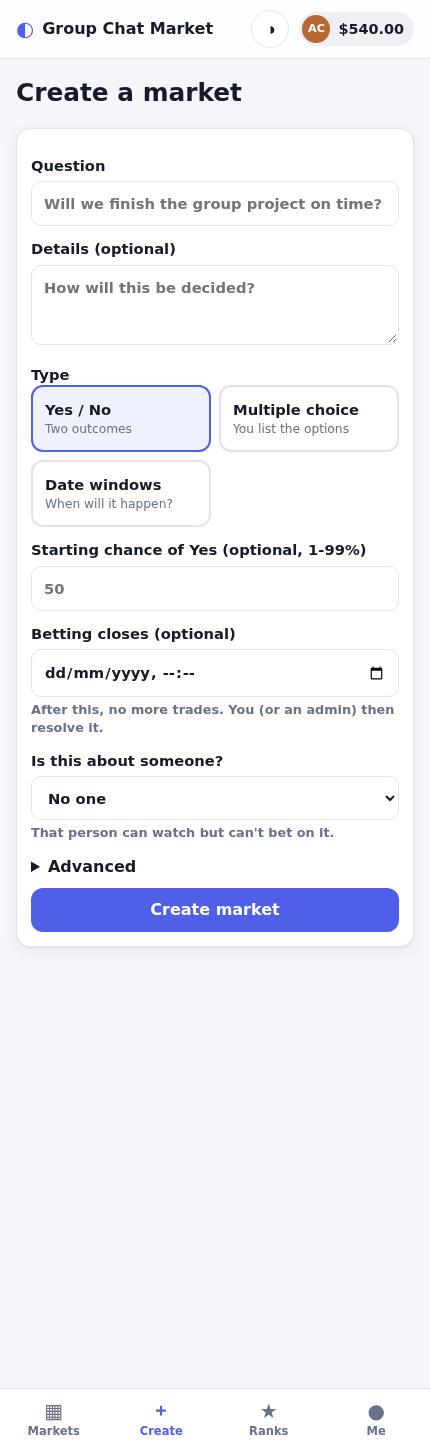 Group Chat Market
AC
$540.00
Create a market
Question
Will we finish the group project on time?
Details (optional)
How will this be decided?
Type
Yes / No
Two outcomes
Multiple choice
You list the options
Date windows
When will it happen?
Starting chance of Yes (optional, 1-99%)
50
Betting closes (optional)
dd/mm/yyyy, --:--
After this, no more trades. You (or an admin) then
resolve it.
Is this about someone?
No one
That person can watch but can't bet on it.
Advanced
Create market
Markets
Create
Ranks
Me